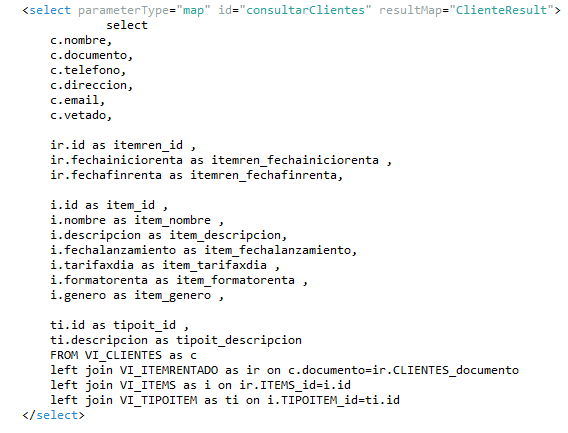 <select parameterType="map" id="consultarClientes" resultMap="ClienteResult">
select
c.nombre,
c.documento,
c.telefono,
c.direccion,
c.email,
c.vetado,
ir.id as itemren_id ,
ir.fechainiciorenta as itemren_fechainiciorenta ,
ir.fechafinrenta as itemren_fechafinrenta,
i.id as item_id ,
i.nombre as item_nombre ,
i.descripcion as item_descripcion,
i.fechalanzamiento as item_fechalanzamiento,
i.tarifaxdia as item_tarifaxdia ,
i.formatorenta as item_formatorenta ,
i.genero as item_genero ,
ti.id as tipoit_id ,
ti.descripcion as tipoit_descripcion
FROM VI_CLIENTES as c
left join VI_ITEMRENTADO as ir on c.documento=ir.CLIENTES_documento
left join VI_ITEMS as i on ir.ITEMS_id=i.id
left join VI_TIPOITEM as ti on i.TIPOITEM_id=ti.id
</select>